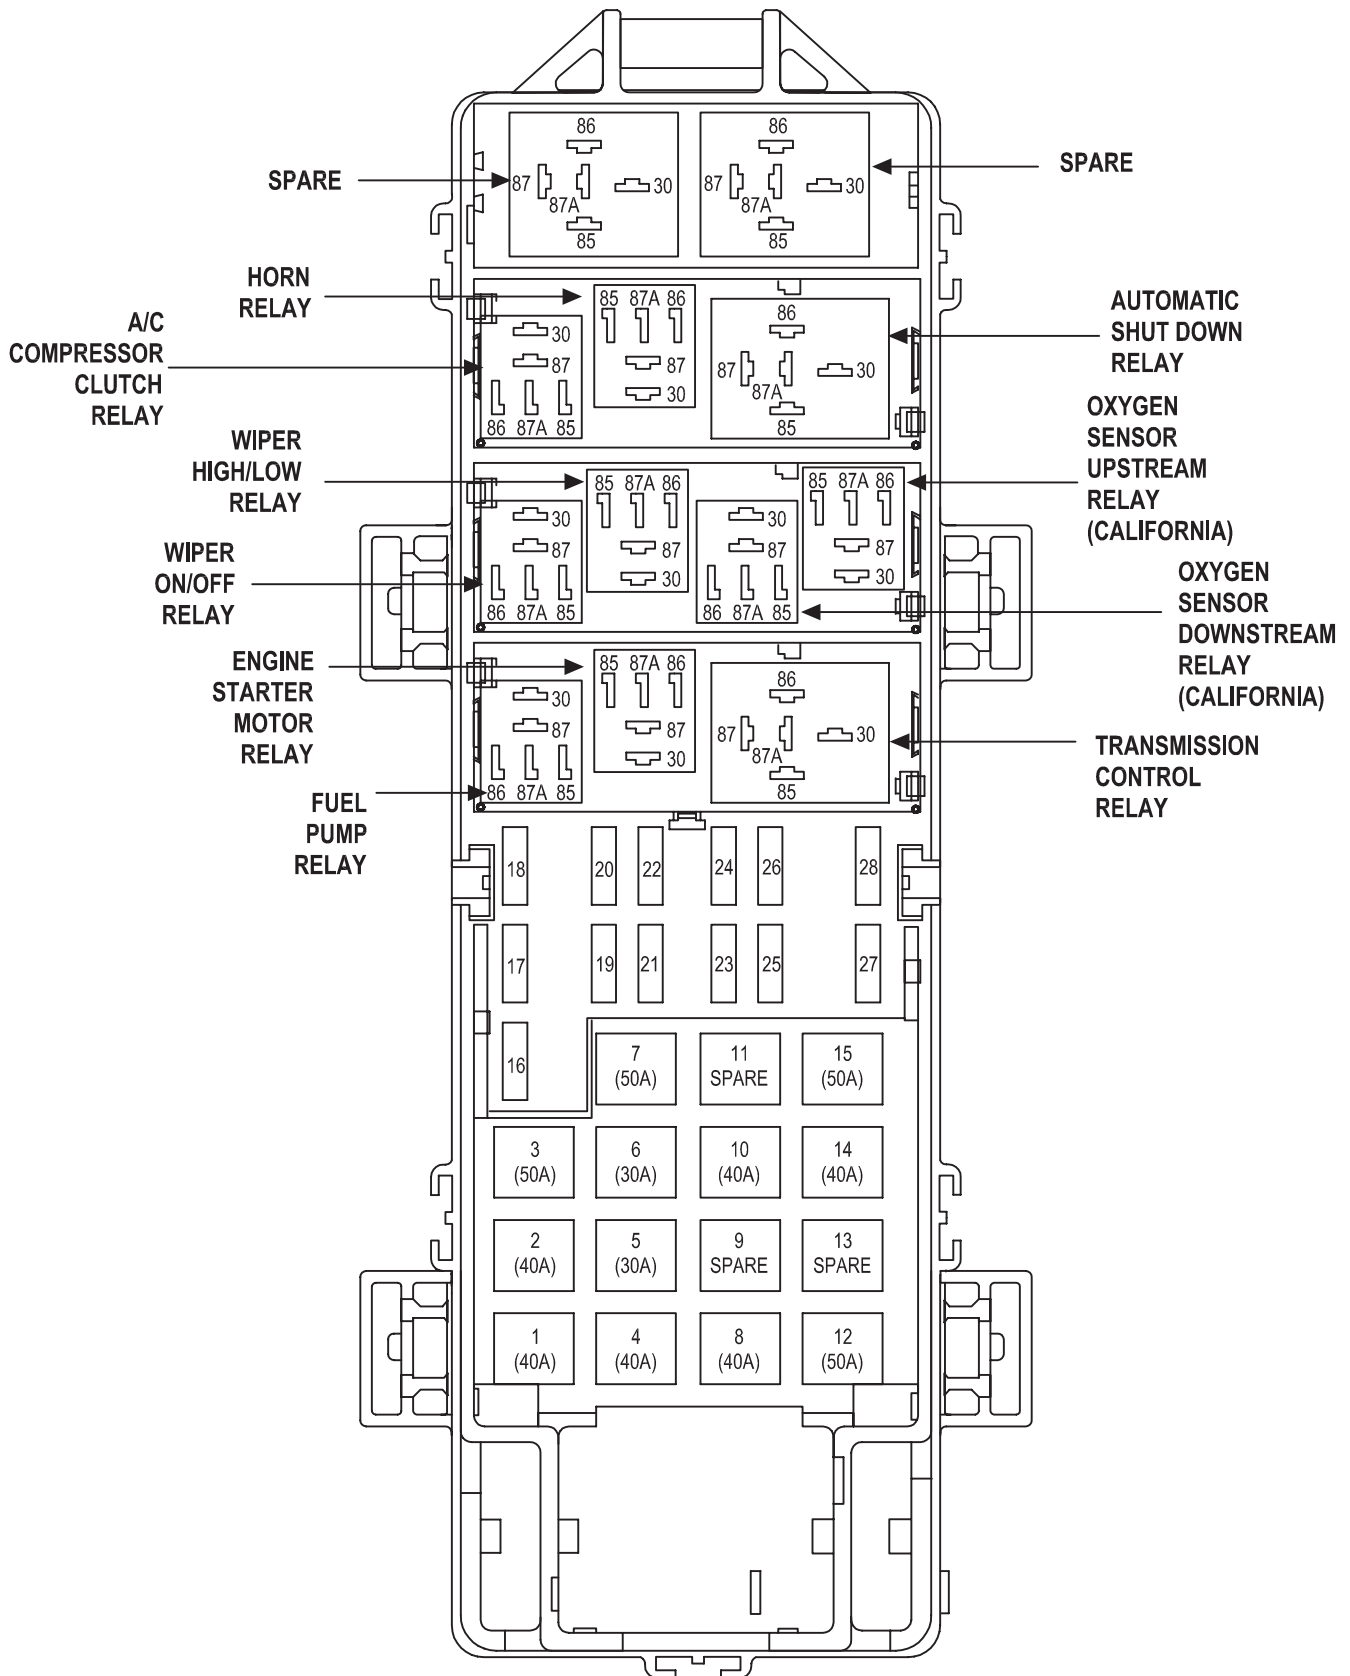 86
86
SPARE
87
30
87
30
SPARE
87A
87A
85
85
HORN
RELAY
85 87A 86
86
AUTOMATIC
SHUT DOWN
RELAY
A/C
COMPRESSOR
CLUTCH
RELAY
30
87
87
30
86 87A 85
87
30
87A
85
WIPER
HIGH/LOW
RELAY
85 87A 86
85 87A 86
OXYGEN
SENSOR
UPSTREAM
RELAY
(CALIFORNIA)
30
87
87
30
30
87
87
30
WIPER
ON/OFF
RELAY
86 87A 85
86 87A 85
OXYGEN
SENSOR
DOWNSTREAM
RELAY
(CALIFORNIA)
ENGINE
STARTER
MOTOR
RELAY
85 87A 86
86
30
87
87
30
87
30
87A
85
TRANSMISSION
CONTROL
RELAY
86 87A 85
FUEL
PUMP
RELAY
18
20
22
24
26
28
17
19
21
23
25
27
16
7
(50A)
11
SPARE
15
(50A)
3
(50A)
6
(30A)
10
(40A)
14
(40A)
2
(40A)
5
(30A)
9
SPARE
13
SPARE
1
(40A)
4
(40A)
8
(40A)
12
(50A)